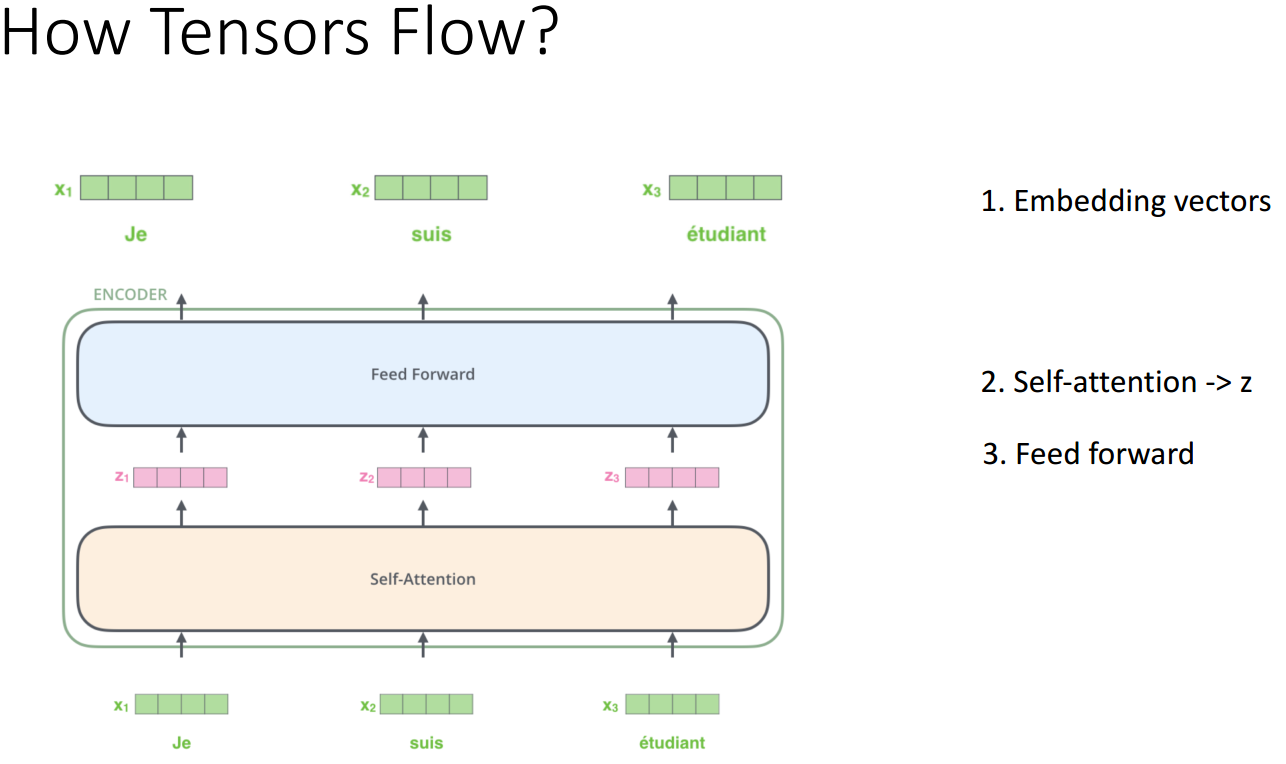 How Tensors Flow?
x₁
x₂
x₃
Je
suis
étudiant
1. Embedding vectors
ENCODER
Feed Forward
2. Self-attention -> z
z₁
z₂
z₃
3. Feed forward
Self-Attention
x₁
x₂
x₃
Je
suis
étudiant